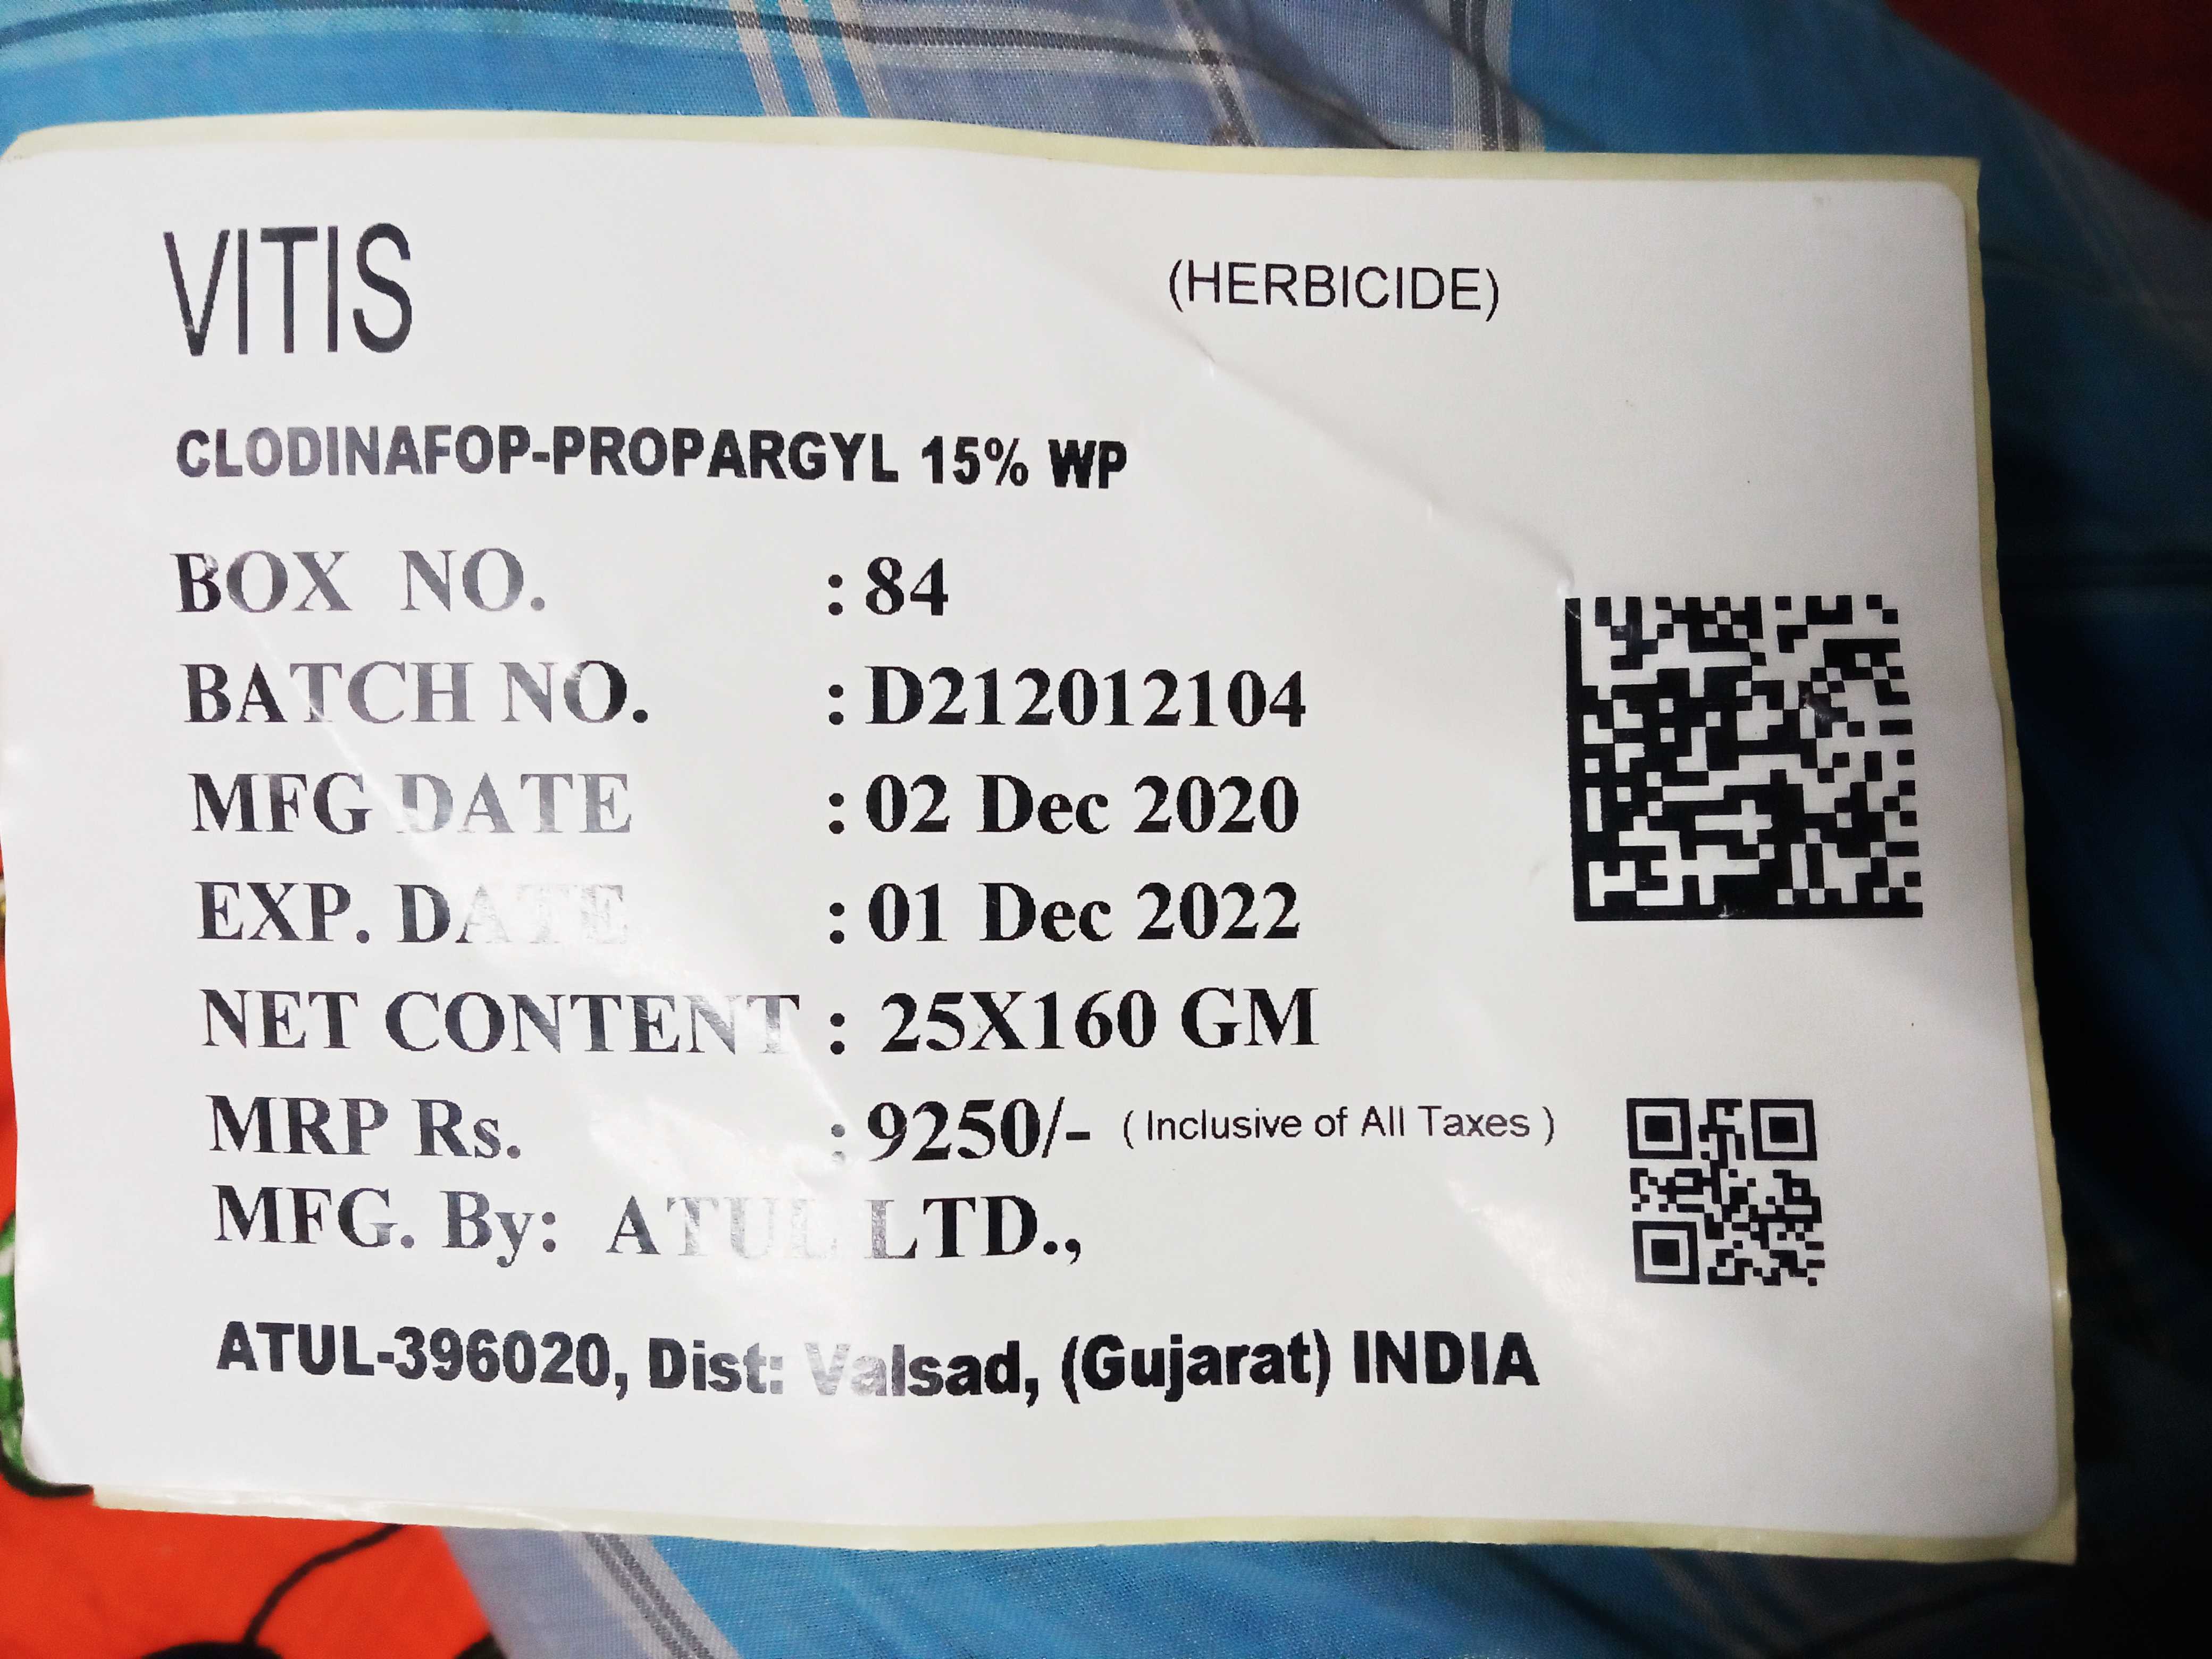 VITIS
(HERBICIDE)
CLODINAFOP-PROPARGYL 15% WP
BOX NO. : 84
BATCH NO. : D212012104
MFG DATE : 02 Dec 2020
EXP. DATE : 01 Dec 2022
NET CONTENT : 25X160 GM
MRP Rs. : 9250/- ( Inclusive of All Taxes )
MFG. By: ATUL LTD.,
ATUL-396020, Dist: Valsad, (Gujarat) INDIA